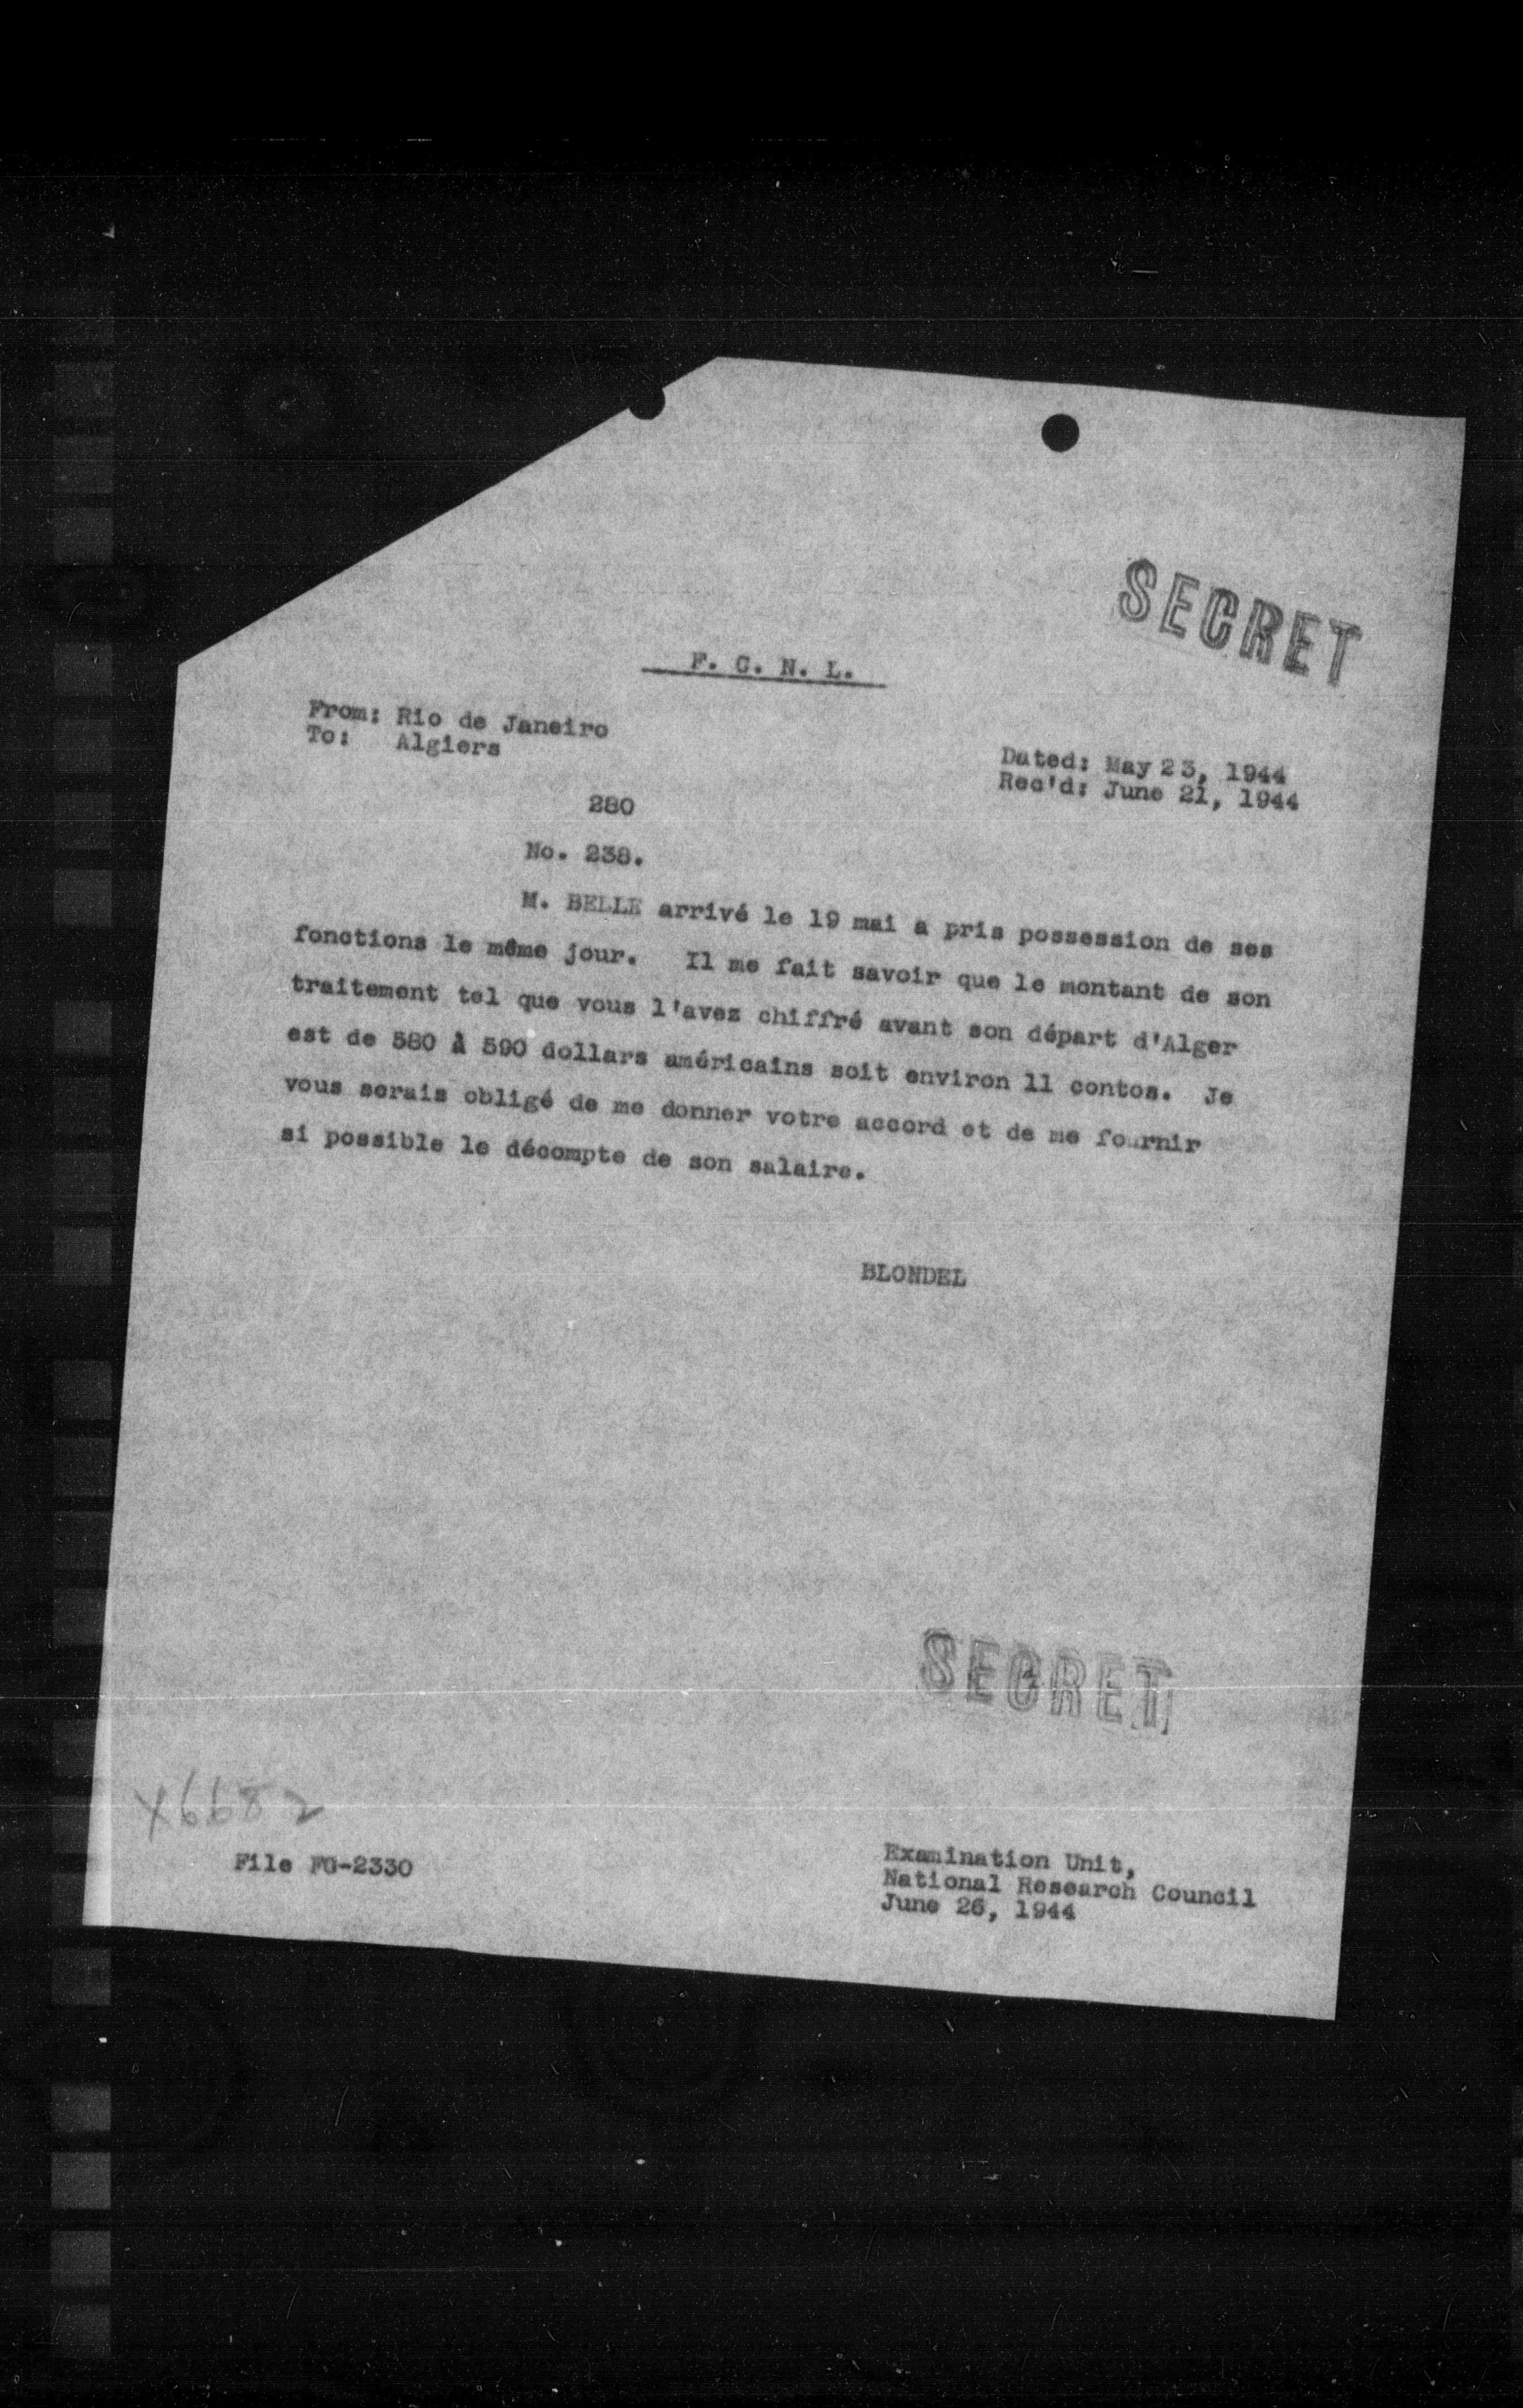 SECRET
F. C. N. L.
From: Rio de Janeiro
To: Algiers
Dated: May 23, 1944
Rec'd: June 21, 1944
280
No. 238.
M. BELLE arrivé le 19 mai a pris possession de ses
fonctions le même jour. Il me fait savoir que le montant de son
traitement tel que vous l'avez chiffré avant son départ d'Alger
est de 580 à 590 dollars américains soit environ 11 contos. Je
vous serais obligé de me donner votre accord et de me fournir
si possible le décompte de son salaire.
BLONDEL
SECRET
X6682
File FG-2330
Examination Unit,
National Research Council
June 26, 1944